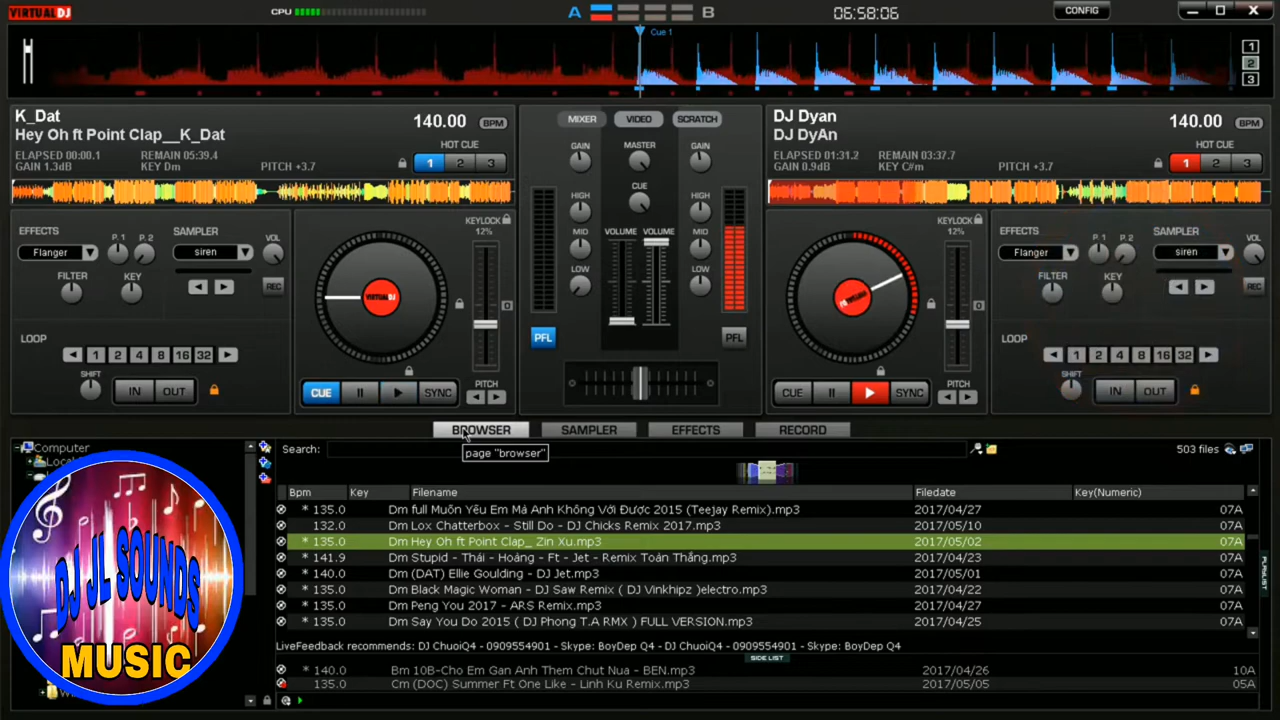 VIRTUALDJ
CPU
A B
06:58:06
CONFIG
Cue 1
1
2
3
K_Dat
Hey Oh ft Point Clap__K_Dat
140.00 BPM
ELAPSED 00:00.1 REMAIN 05:39.4
GAIN 1.3dB KEY Dm PITCH +3.7
HOT CUE
1 2 3
MIXER VIDEO SCRATCH
DJ Dyan
DJ DyAn
140.00 BPM
ELAPSED 01:31.2 REMAIN 03:37.7
GAIN 0.9dB KEY C#m PITCH +3.7
HOT CUE
1 2 3
EFFECTS
Flanger
P.1 P.2
SAMPLER
siren
VOL
FILTER KEY
REC
LOOP
1 2 4 8 16 32
SHIFT
IN OUT
KEYLOCK
12%
VIRTUALDJ
0
CUE SYNC
PITCH
GAIN MASTER GAIN
HIGH CUE HIGH
MID VOLUME VOLUME MID
LOW LOW
PFL PFL
KEYLOCK
12%
0
CUE SYNC
PITCH
EFFECTS
Flanger
P.1 P.2
SAMPLER
siren
VOL
FILTER KEY
REC
LOOP
1 2 4 8 16 32
SHIFT
IN OUT
BROWSER SAMPLER EFFECTS RECORD
page "browser"
Computer
Search:
503 files
Bpm Key Filename Filedate Key(Numeric)
* 135.0 Dm full Muốn Yêu Em Mà Anh Không Với Được 2015 (TeeJay Remix).mp3 2017/04/27 07A
132.0 Dm Lox Chatterbox - Still Do - DJ Chicks Remix 2017.mp3 2017/05/10 07A
* 135.0 Dm Hey Oh ft Point Clap_ Zin Xu.mp3 2017/05/02 07A
* 141.9 Dm Stupid - Thái - Hoàng - Ft - Jet - Remix Toàn Thắng.mp3 2017/04/23 07A
* 140.0 Dm (DAT) Ellie Goulding - DJ Jet.mp3 2017/05/01 07A
* 135.0 Dm Black Magic Woman - DJ Saw Remix ( DJ Vinkhipz )electro.mp3 2017/04/22 07A
* 135.0 Dm Peng You 2017 - ARS Remix.mp3 2017/04/27 07A
* 135.0 Dm Say You Do 2015 ( DJ Phong T.A RMX ) FULL VERSION.mp3 2017/04/25 07A
PLAYLIST
LiveFeedback recommends: DJ ChuoiQ4 - 0909554901 - Skype: BoyDep Q4 - DJ ChuoiQ4 - 0909554901 - Skype: BoyDep Q4
SIDE LIST
* 140.0 Bm 10B-Cho Em Gan Anh Them Chut Nua - BEN.mp3 2017/04/26 10A
135.0 Cm (DOC) Summer Ft One Like - Linh Ku Remix.mp3 2017/05/05 05A
DJ JL SOUNDS
MUSIC